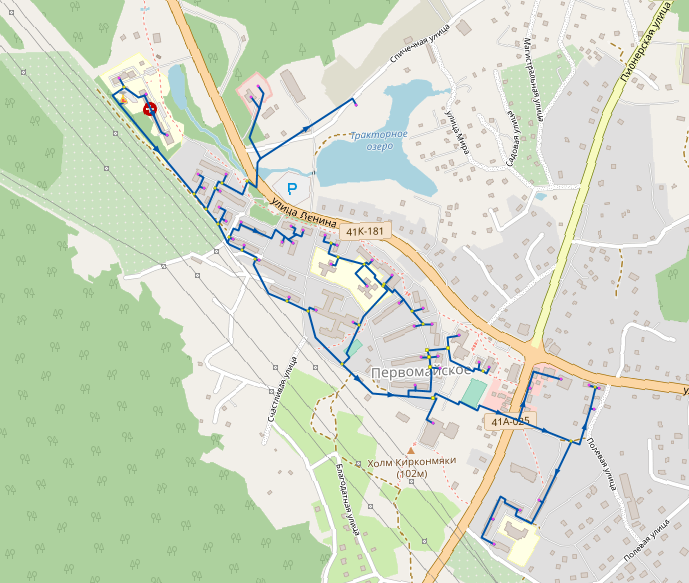 Спичечная улица
Пионерская улица
Магистральная улица
Садовая улица
улица Мира
Тракторное
озеро
P
улица Ленина
41К-181
Первомайское
41А-025
Счастливая улица
Благодатная улица
Холм Кирконмяки
(102м)
Полевая улица
Полевая улица